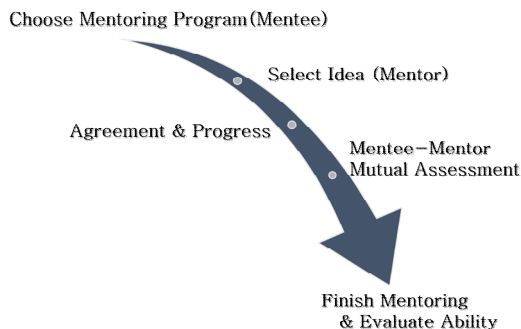 Choose Mentoring Program(Mentee)
Select Idea (Mentor)
Agreement & Progress
Mentee-Mentor
Mutual Assessment
Finish Mentoring
& Evaluate Ability